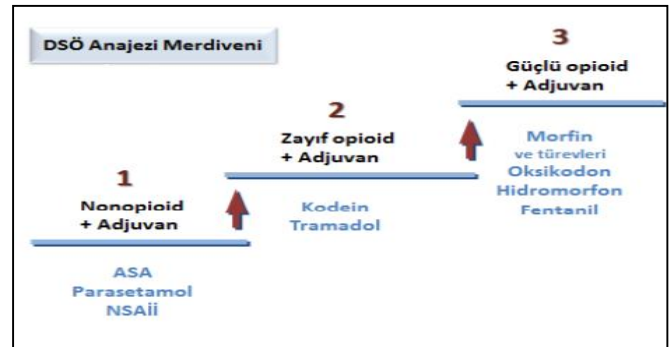 DSÖ Anajezi Merdiveni
1
Nonopioid
+ Adjuvan
ASA
Parasetamol
NSAİİ
2
Zayıf opioid
+ Adjuvan
Kodein
Tramadol
3
Güçlü opioid
+ Adjuvan
Morfin
ve türevleri
Oksikodon
Hidromorfon
Fentanil